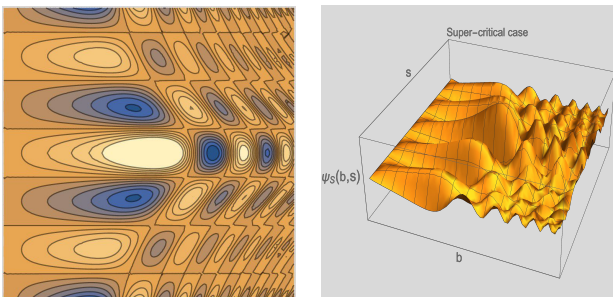 Super-critical case
s
ψS(b,s)
b